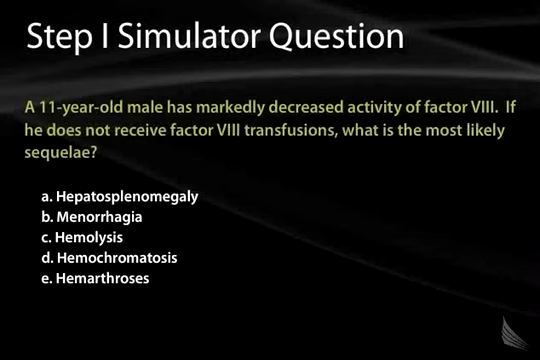 Step I Simulator Question
A 11-year-old male has markedly decreased activity of factor VIII. If
he does not receive factor VIII transfusions, what is the most likely
sequelae?
a. Hepatosplenomegaly
b. Menorrhagia
c. Hemolysis
d. Hemochromatosis
e. Hemarthroses